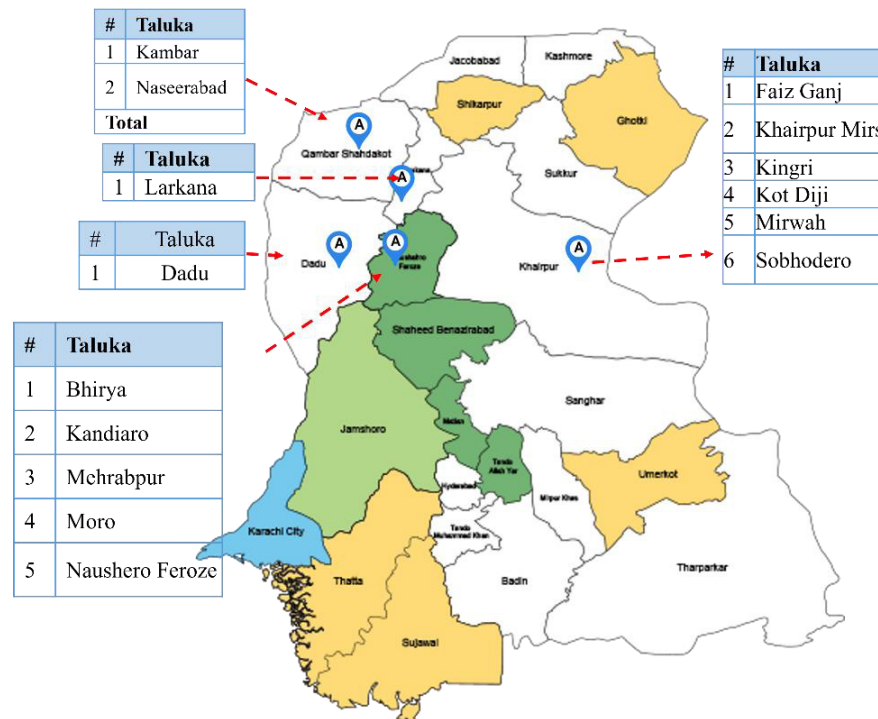 # Taluka
1 Kambar
2 Naseerabad
Total
# Taluka
1 Larkana
# Taluka
1 Dadu
# Taluka
1 Bhirya
2 Kandiaro
3 Mehrabpur
4 Moro
5 Naushero Feroze
# Taluka
1 Faiz Ganj
2 Khairpur Mirs
3 Kingri
4 Kot Diji
5 Mirwah
6 Sobhodero
Jacobabad
Kashmore
Shikarpur
Ghotki
A
Qambar Shahdakot
Sukkur
A
A
Dadu
A
Feroze
A
Khairpur
Shaheed Benazirabad
Sanghar
Jamshoro
Matiari
Tando
Allah Yar
Umerkot
Hyderabad
Mirpur Khas
Karachi City
Tando
Muhammad Khan
Thatta
Badin
Tharparkar
Sujawal